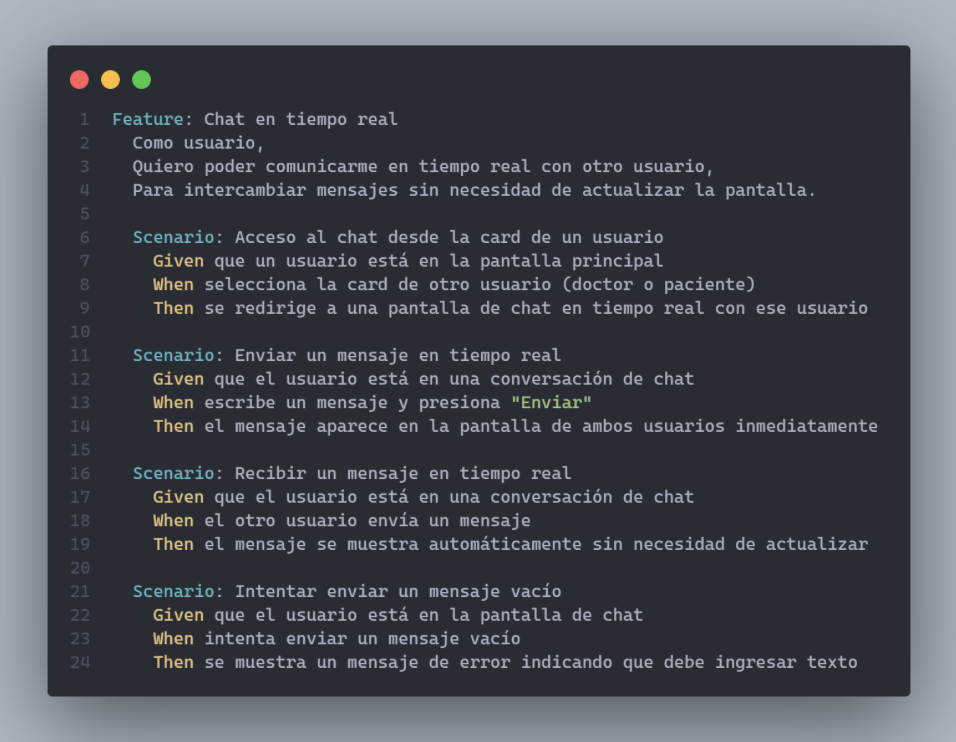 1 Feature: Chat en tiempo real
2 Como usuario,
3 Quiero poder comunicarme en tiempo real con otro usuario,
4 Para intercambiar mensajes sin necesidad de actualizar la pantalla.
5
6 Scenario: Acceso al chat desde la card de un usuario
7 Given que un usuario está en la pantalla principal
8 When selecciona la card de otro usuario (doctor o paciente)
9 Then se redirige a una pantalla de chat en tiempo real con ese usuario
10
11 Scenario: Enviar un mensaje en tiempo real
12 Given que el usuario está en una conversación de chat
13 When escribe un mensaje y presiona "Enviar"
14 Then el mensaje aparece en la pantalla de ambos usuarios inmediatamente
15
16 Scenario: Recibir un mensaje en tiempo real
17 Given que el usuario está en una conversación de chat
18 When el otro usuario envía un mensaje
19 Then el mensaje se muestra automáticamente sin necesidad de actualizar
20
21 Scenario: Intentar enviar un mensaje vacío
22 Given que el usuario está en la pantalla de chat
23 When intenta enviar un mensaje vacío
24 Then se muestra un mensaje de error indicando que debe ingresar texto